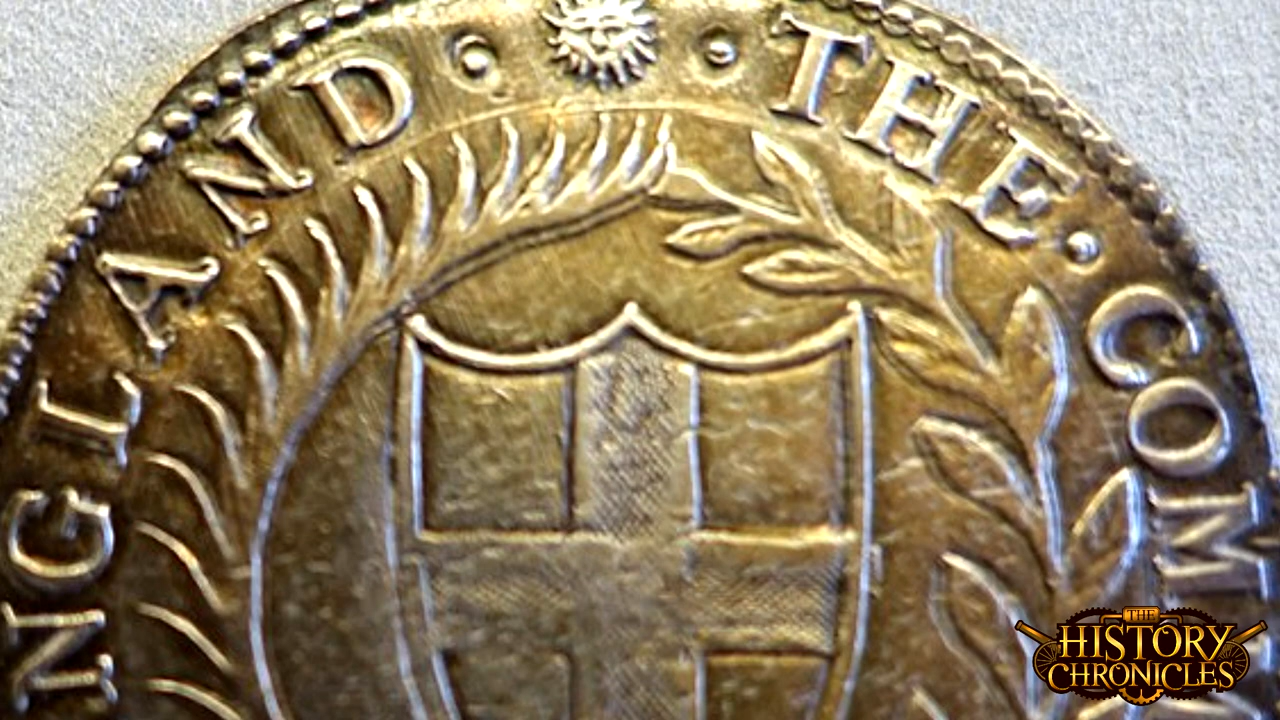 NGLAND · THE · COM
THE
HISTORY
CHRONICLES